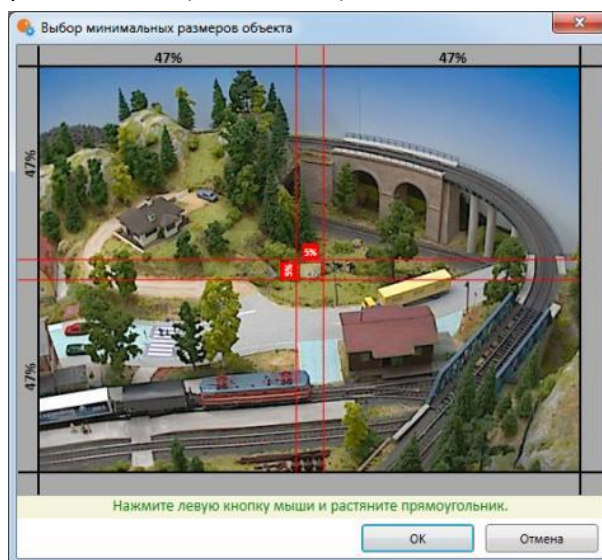 Выбор минимальных размеров объекта
47% 47%
47%
5%
5%
47%
Нажмите левую кнопку мыши и растяните прямоугольник.
OK Отмена